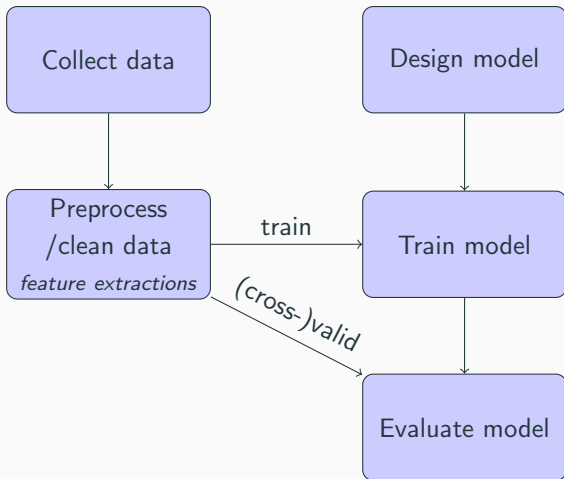 Collect data
Design model
Preprocess
/clean data
feature extractions
train
Train model
(cross-)valid
Evaluate model